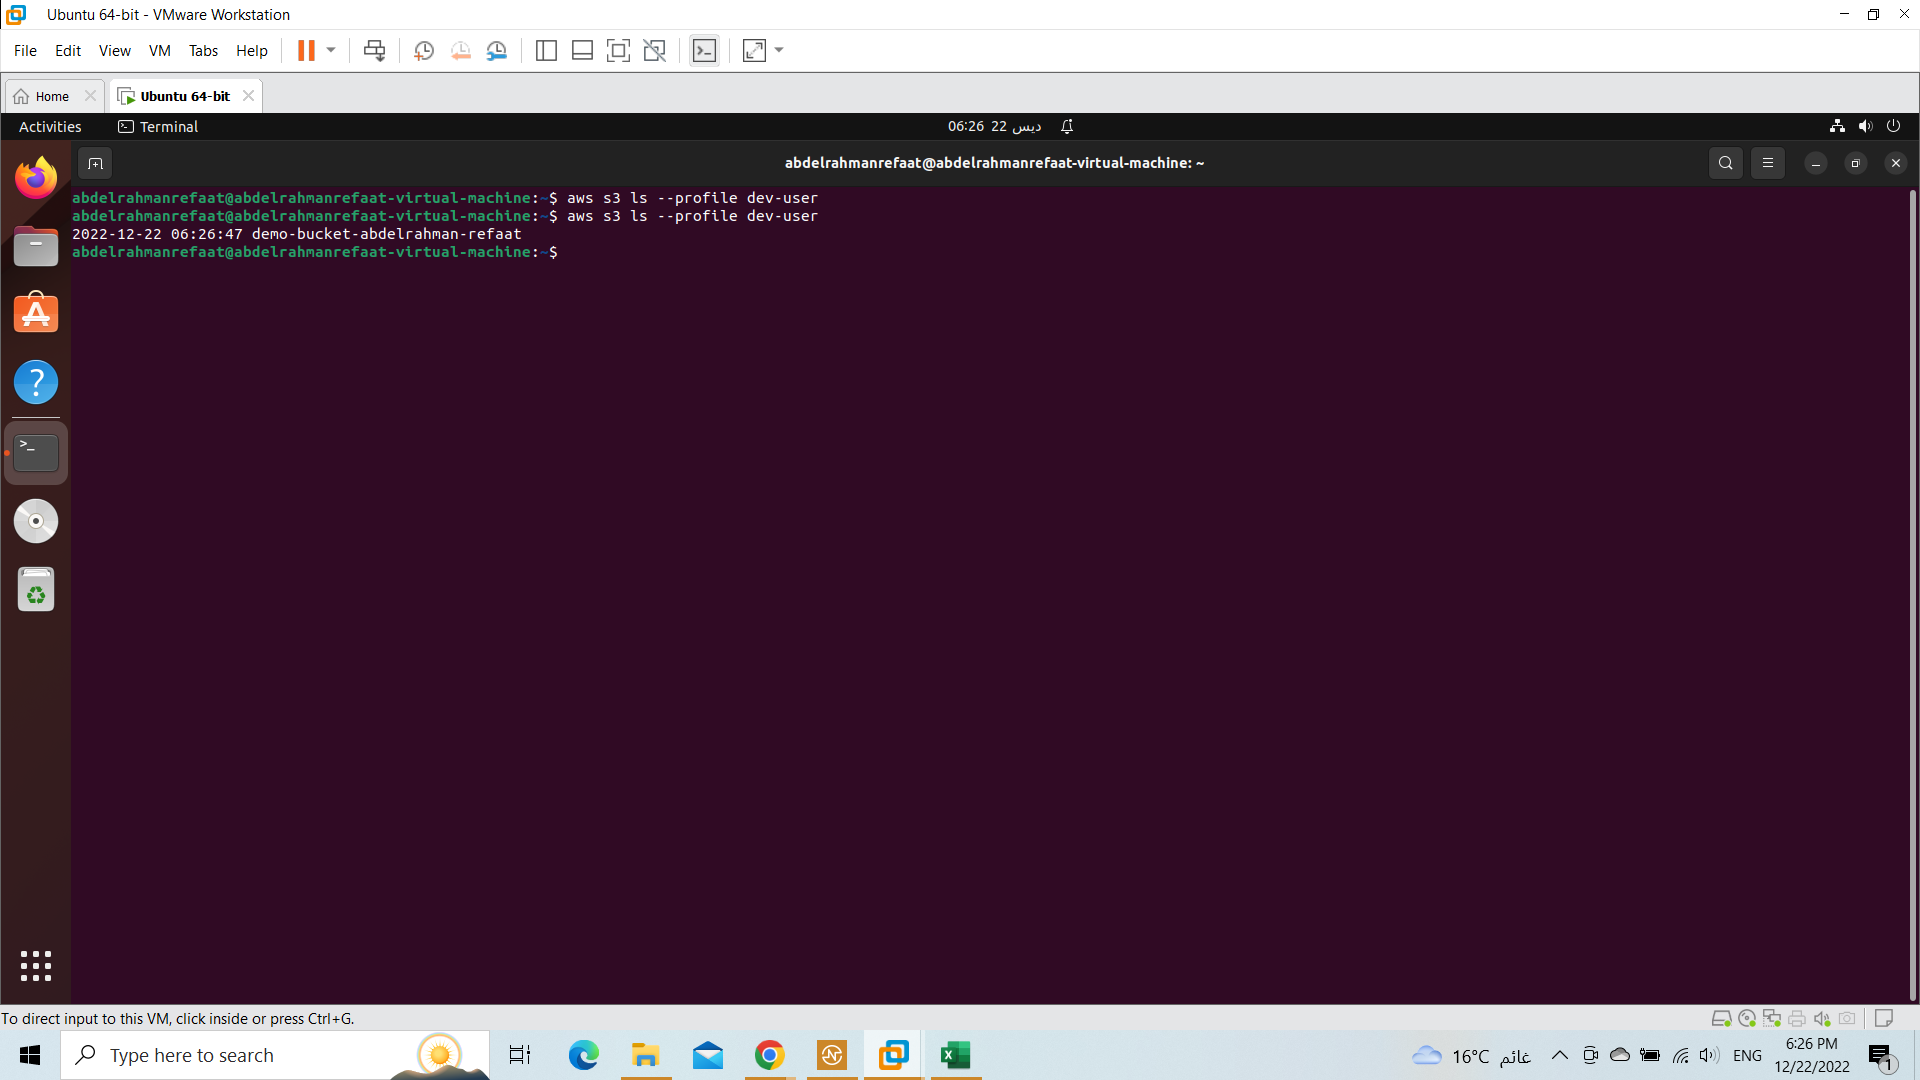 Ubuntu 64-bit - VMware Workstation
File Edit View VM Tabs Help
Home
Ubuntu 64-bit
Activities
Terminal
06:26 22 ديس
abdelrahmanrefaat@abdelrahmanrefaat-virtual-machine: ~
abdelrahmanrefaat@abdelrahmanrefaat-virtual-machine:~$ aws s3 ls --profile dev-user
abdelrahmanrefaat@abdelrahmanrefaat-virtual-machine:~$ aws s3 ls --profile dev-user
2022-12-22 06:26:47 demo-bucket-abdelrahman-refaat
abdelrahmanrefaat@abdelrahmanrefaat-virtual-machine:~$
To direct input to this VM, click inside or press Ctrl+G.
Type here to search
16°C غائم
ENG
6:26 PM
12/22/2022
1